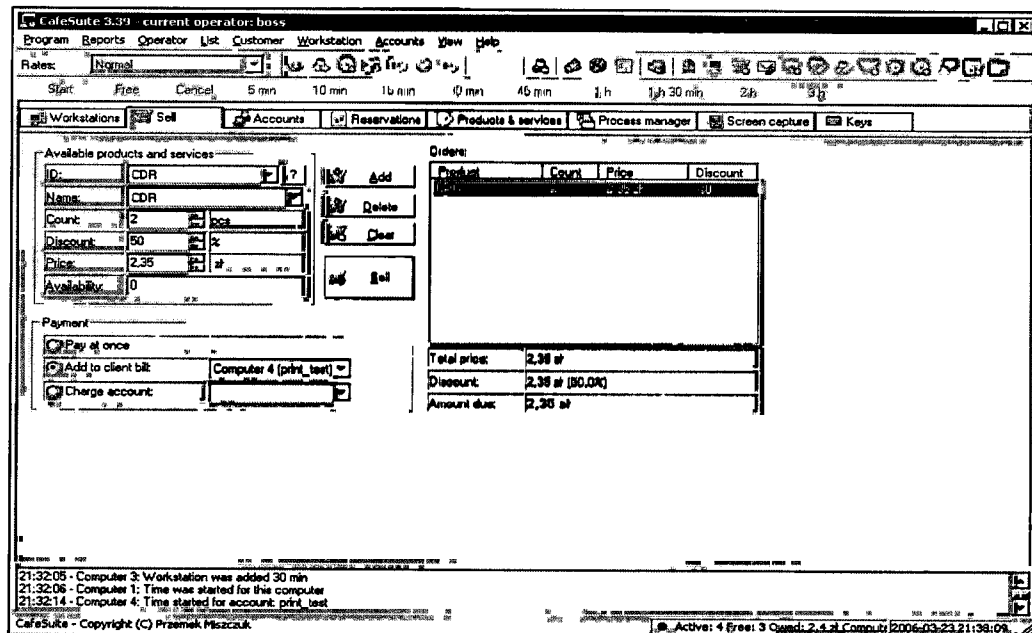 CafeSuite 3.39 - current operator: boss
Program Reports Operator List Customer Workstation Accounts View Help
Rates: Normal
Start Free Cancel 5 min 10 min 15 min 45 min 1 h 1 h 30 min 2 h 3 h
Workstations Sell Accounts Reservations Products & services Process manager Screen capture Keys
Available products and services
ID: CDR ?
Name: CDR
Count: 2 pcs
Discount: 50 %
Price: 2,35 zł
Availability: 0
Add
Delete
Clear
Sell
Orders:
Product Count Price Discount
Payment
Pay at once
Add to client bill: Computer 4 (print_test)
Charge account:
Total price: 2,35 zł
Discount: 2,35 zł (50,0%)
Amount due: 2,35 zł
21:32:05 - Computer 3: Workstation was added 30 min
21:32:06 - Computer 1: Time was started for this computer
21:32:14 - Computer 4: Time started for account: print_test
CafeSuite - Copyright (C) Przemek Miszczuk
Active: 4 Free: 3 Owed: 2,4 zł Comput 2006-03-23 21:38:09